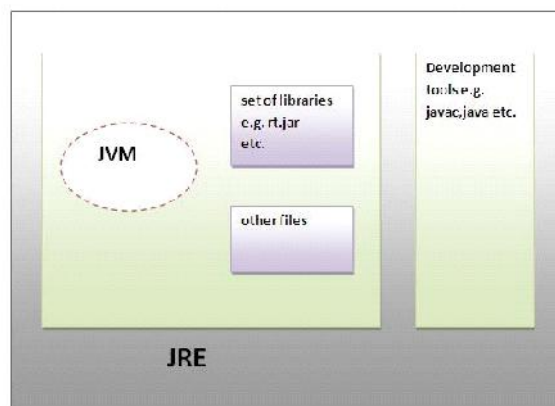 JVM
set of libraries
e.g. rt.jar
etc.
other files
Development
tools e.g.
javac,java etc.
JRE